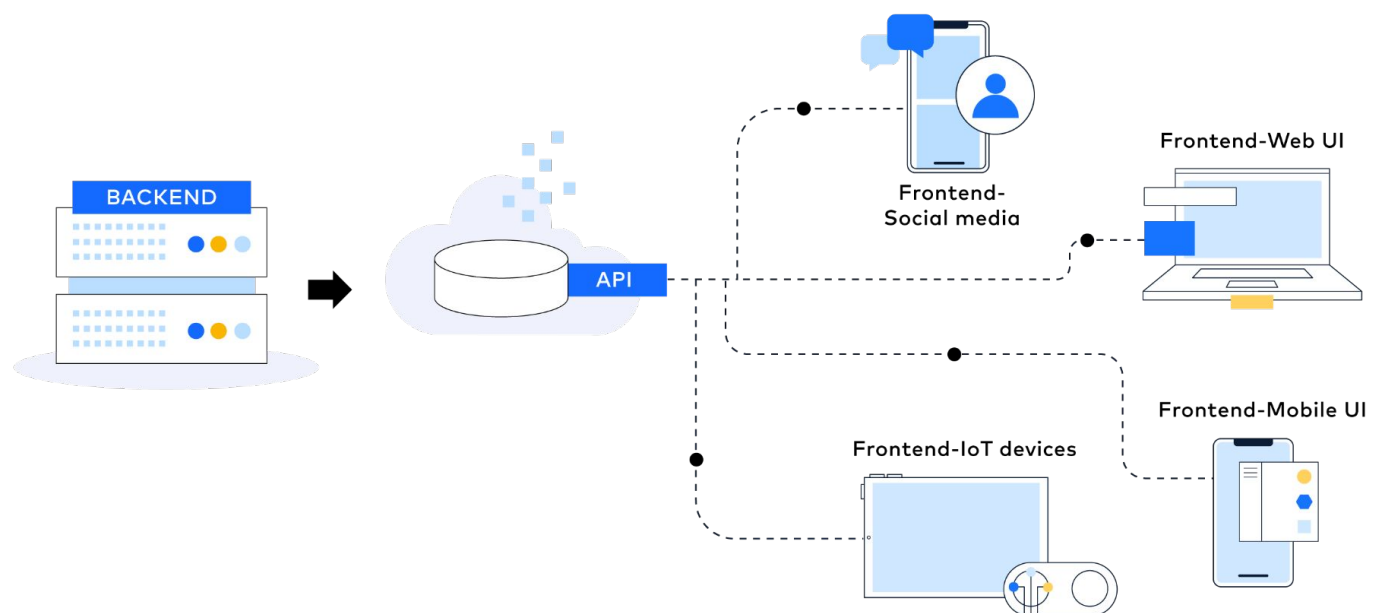 BACKEND
API
Frontend-
Social media
Frontend-Web UI
Frontend-Mobile UI
Frontend-IoT devices